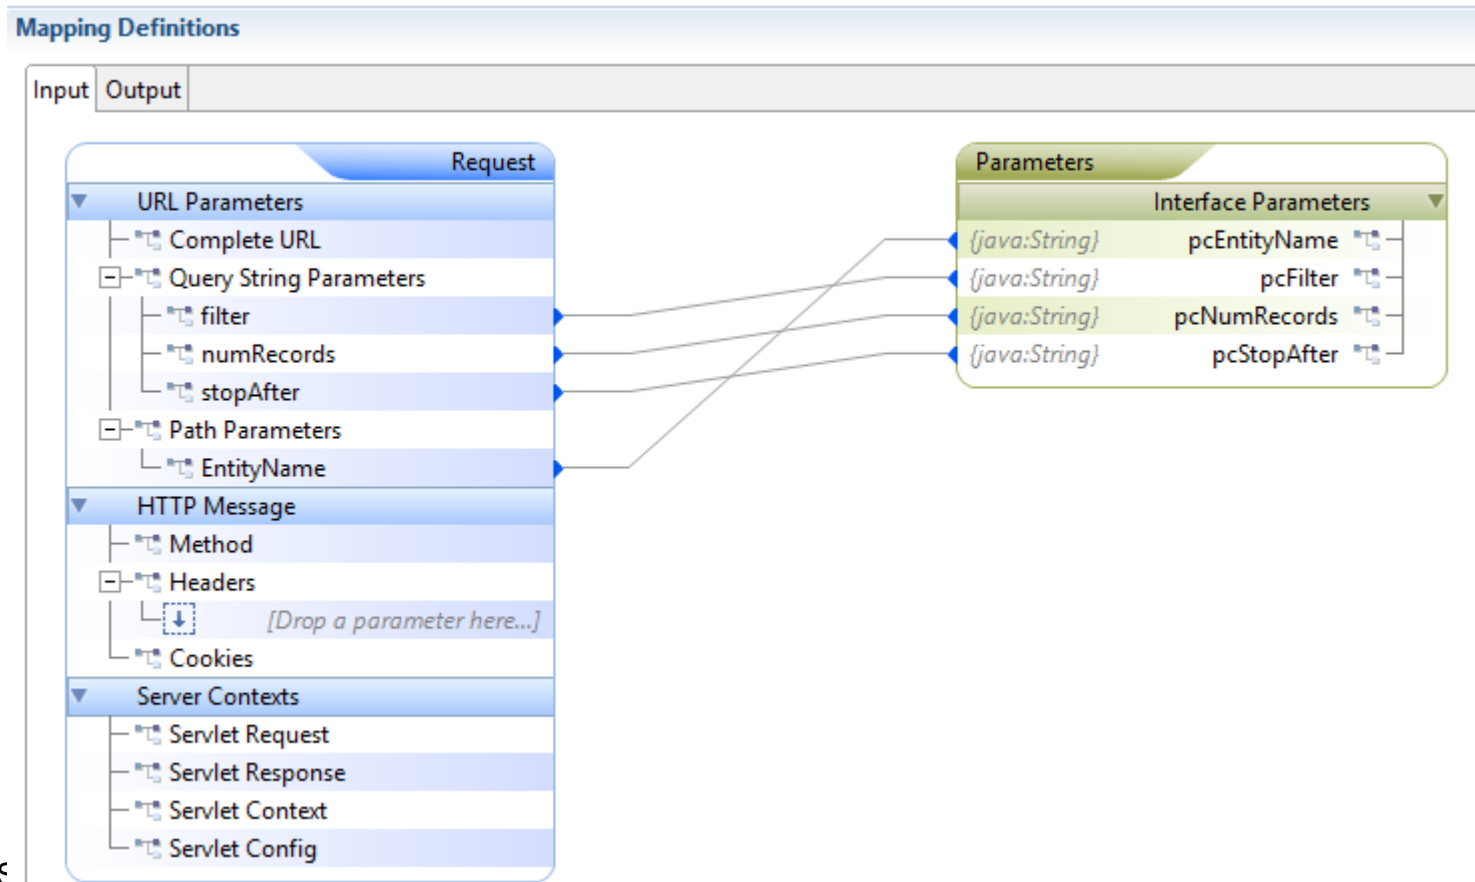 Mapping Definitions
Input Output
Request
URL Parameters
Complete URL
Query String Parameters
filter
numRecords
stopAfter
Path Parameters
EntityName
HTTP Message
Method
Headers
[Drop a parameter here...]
Cookies
Server Contexts
Servlet Request
Servlet Response
Servlet Context
Servlet Config
Parameters
Interface Parameters
{java:String} pcEntityName
{java:String} pcFilter
{java:String} pcNumRecords
{java:String} pcStopAfter